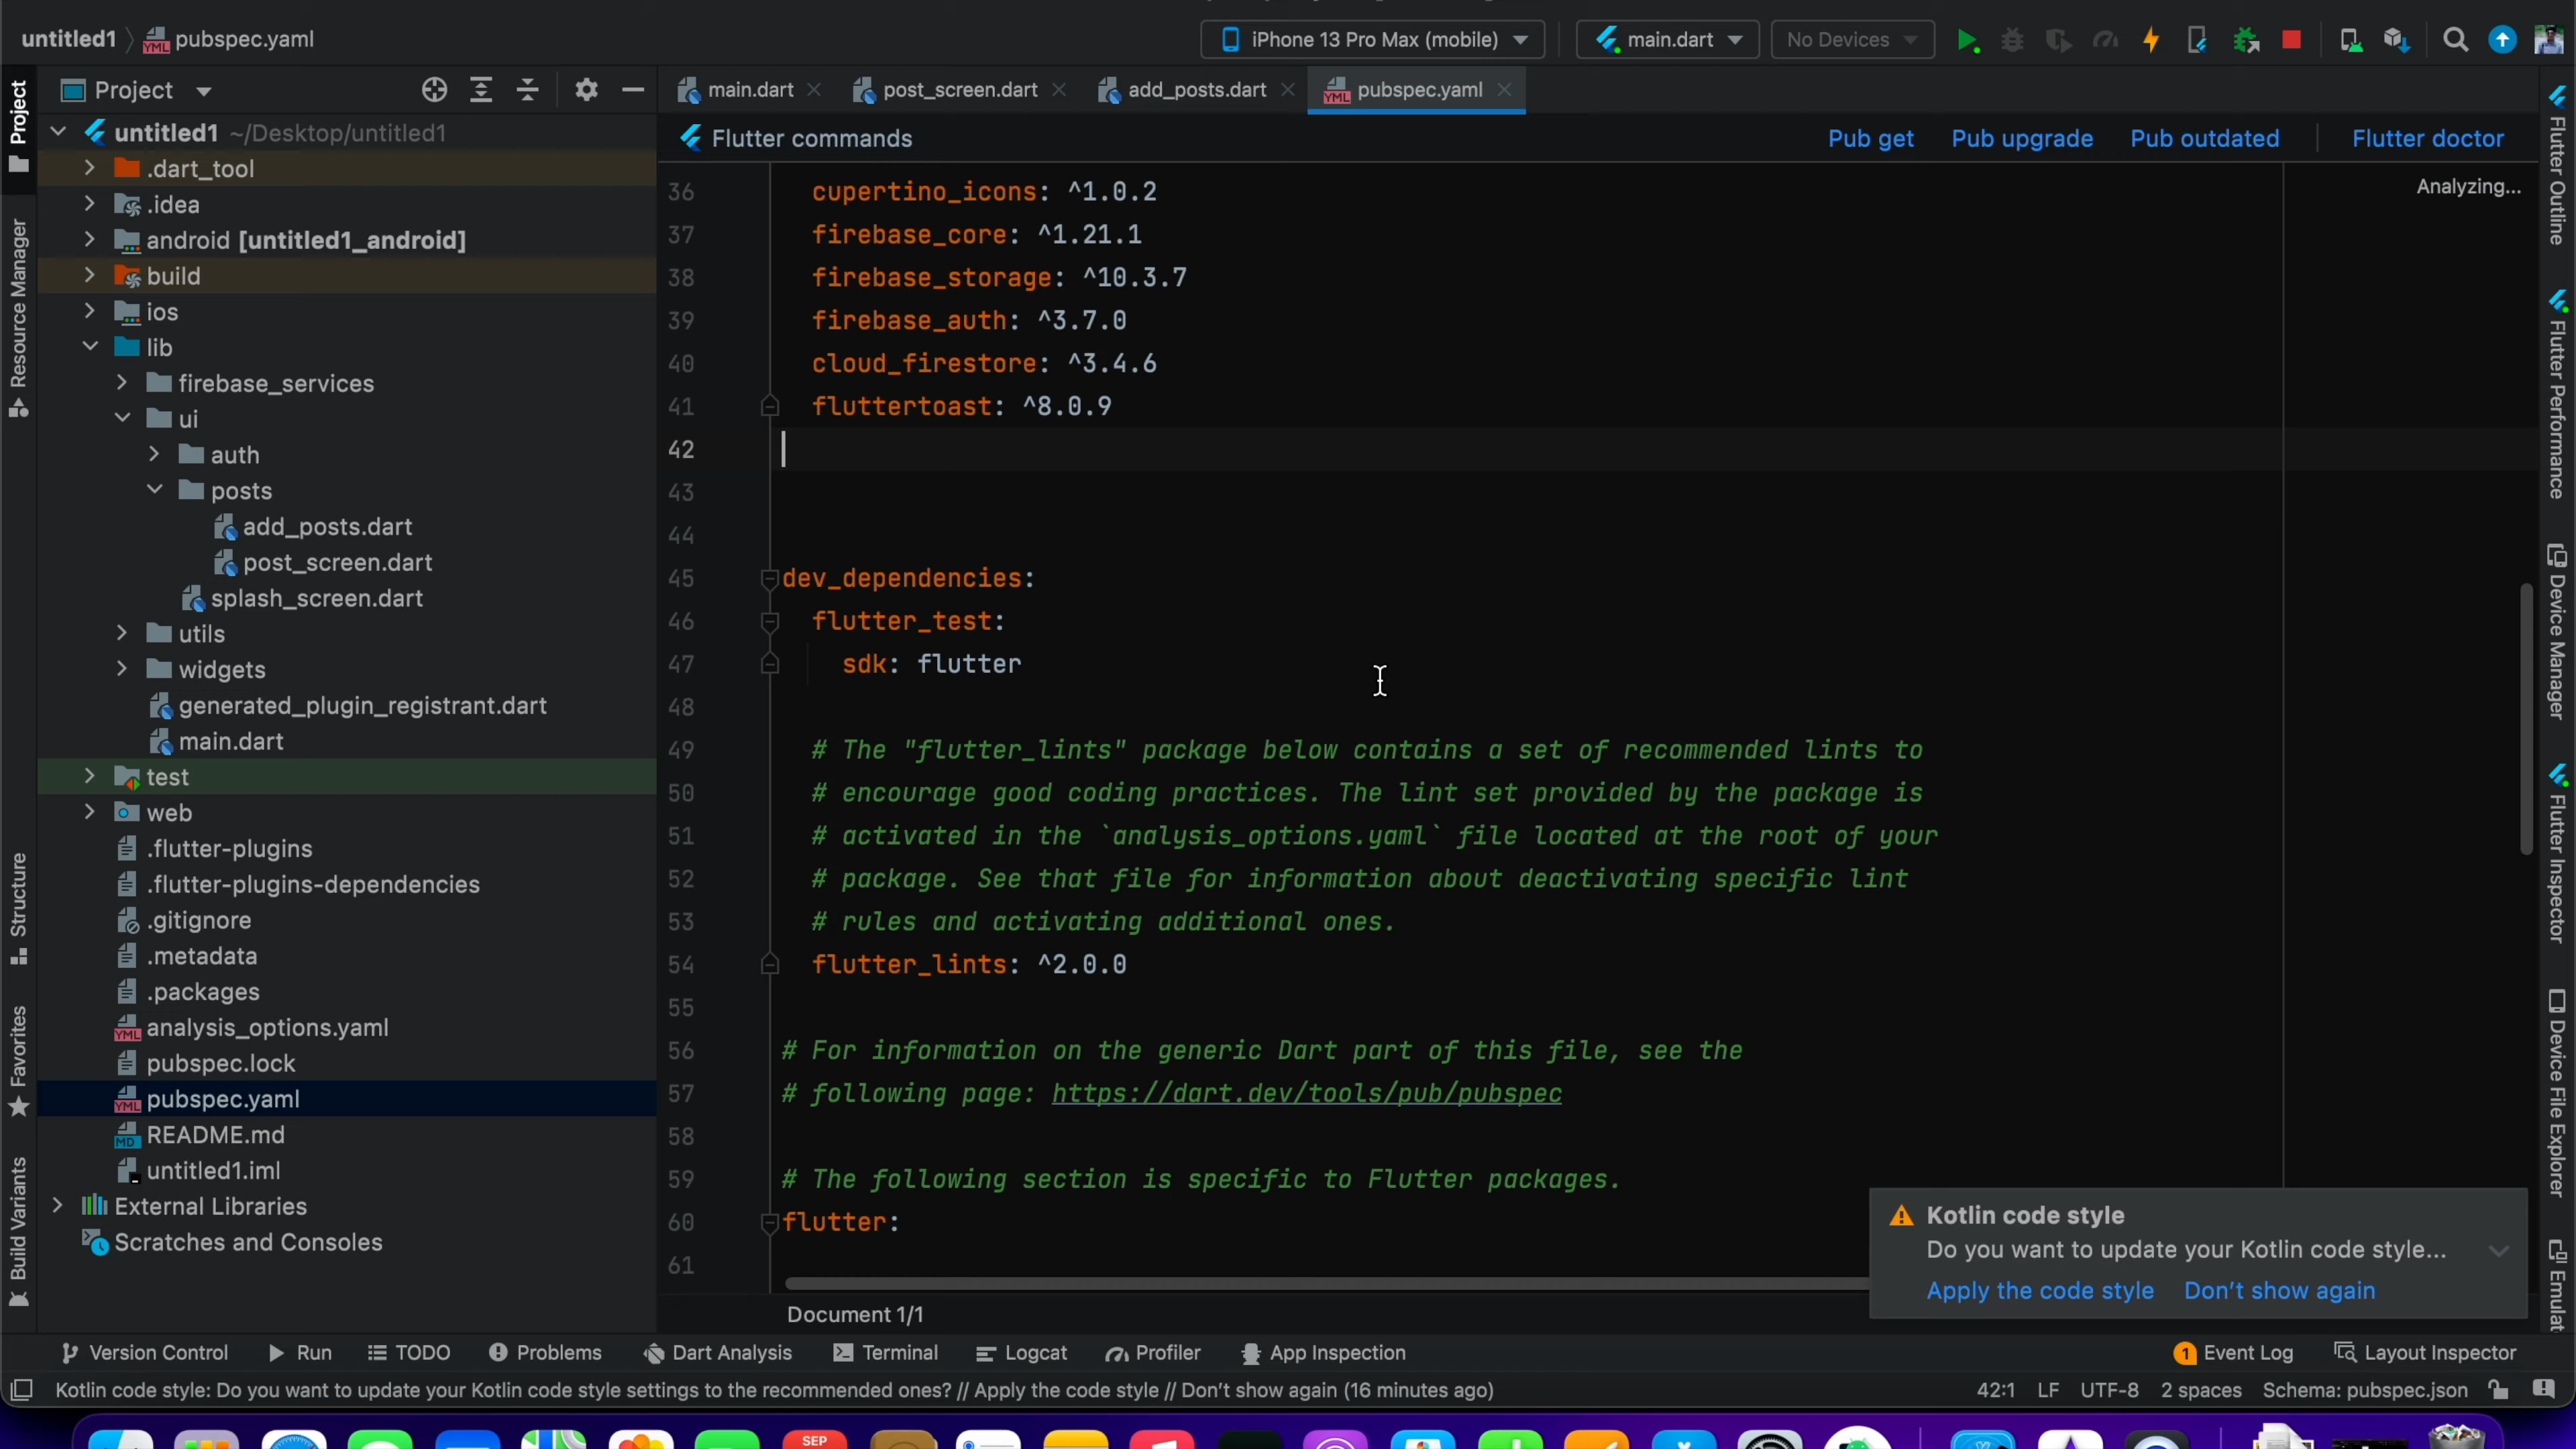 untitled1 〉 pubspec.yaml
iPhone 13 Pro Max (mobile)
main.dart
No Devices
Project
main.dart
post_screen.dart
add_posts.dart
pubspec.yaml
Flutter commands
Pub get
Pub upgrade
Pub outdated
Flutter doctor
Analyzing...
untitled1 ~/Desktop/untitled1
.dart_tool
.idea
android [untitled1_android]
build
ios
lib
firebase_services
ui
auth
posts
add_posts.dart
post_screen.dart
splash_screen.dart
utils
widgets
generated_plugin_registrant.dart
main.dart
test
web
.flutter-plugins
.flutter-plugins-dependencies
.gitignore
.metadata
.packages
analysis_options.yaml
pubspec.lock
pubspec.yaml
README.md
untitled1.iml
External Libraries
Scratches and Consoles
36 cupertino_icons: ^1.0.2
37 firebase_core: ^1.21.1
38 firebase_storage: ^10.3.7
39 firebase_auth: ^3.7.0
40 cloud_firestore: ^3.4.6
41 fluttertoast: ^8.0.9
42
43
44
45 dev_dependencies:
46 flutter_test:
47 sdk: flutter
48
49 # The "flutter_lints" package below contains a set of recommended lints to
50 # encourage good coding practices. The lint set provided by the package is
51 # activated in the `analysis_options.yaml` file located at the root of your
52 # package. See that file for information about deactivating specific lint
53 # rules and activating additional ones.
54 flutter_lints: ^2.0.0
55
56 # For information on the generic Dart part of this file, see the
57 # following page: https://dart.dev/tools/pub/pubspec
58
59 # The following section is specific to Flutter packages.
60 flutter:
61
Document 1/1
Kotlin code style
Do you want to update your Kotlin code style...
Apply the code style
Don't show again
Project
Resource Manager
Structure
Favorites
Build Variants
Flutter Outline
Flutter Performance
Device Manager
Flutter Inspector
Device File Explorer
Emulat
Version Control
Run
TODO
Problems
Dart Analysis
Terminal
Logcat
Profiler
App Inspection
1 Event Log
Layout Inspector
Kotlin code style: Do you want to update your Kotlin code style settings to the recommended ones? // Apply the code style // Don't show again (16 minutes ago)
42:1 LF UTF-8 2 spaces Schema: pubspec.json
SEP